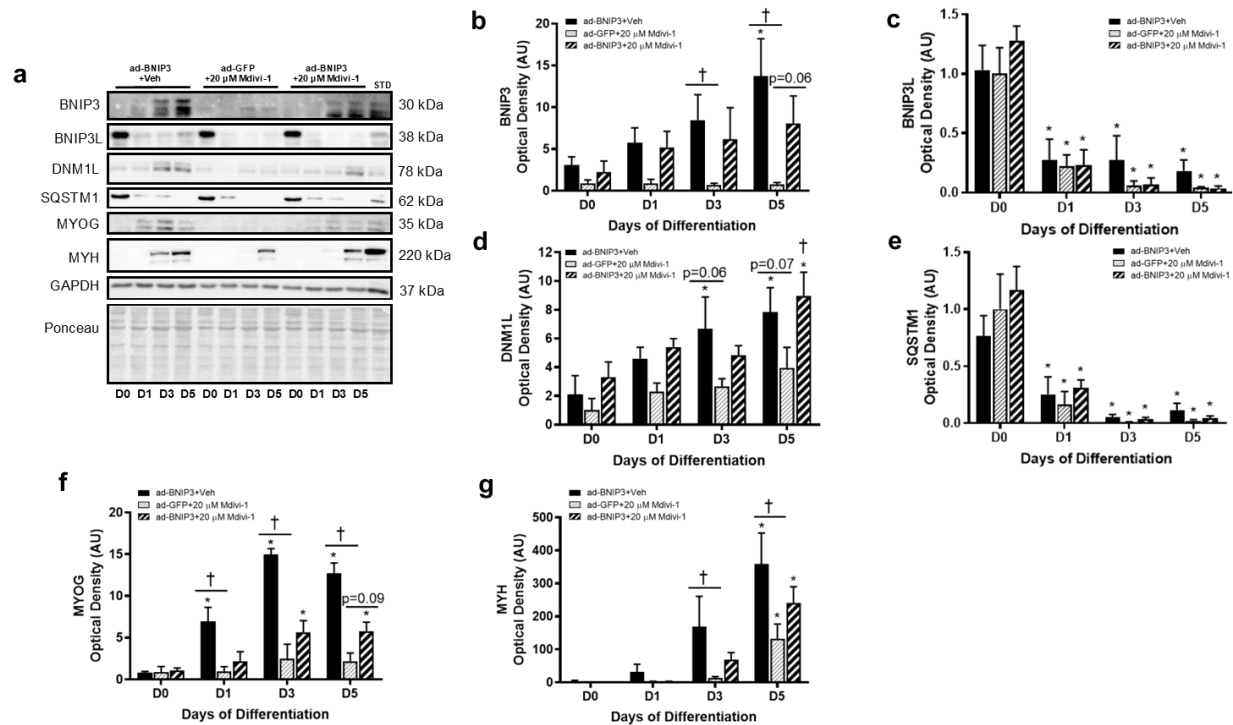 a
ad-BNIP3
+Veh
ad-GFP
+20 µM Mdivi-1
ad-BNIP3
+20 µM Mdivi-1
STD
BNIP3
30 kDa
BNIP3L
38 kDa
DNM1L
78 kDa
SQSTM1
62 kDa
MYOG
35 kDa
MYH
220 kDa
GAPDH
37 kDa
Ponceau
D0 D1 D3 D5 D0 D1 D3 D5 D0 D1 D3 D5
b
ad-BNIP3+Veh
ad-GFP+20 µM Mdivi-1
ad-BNIP3+20 µM Mdivi-1
BNIP3
Optical Density (AU)
20
15
10
5
0
†
†
*
p=0.06
D0 D1 D3 D5
Days of Differentiation
c
ad-BNIP3+Veh
ad-GFP+20 µM Mdivi-1
ad-BNIP3+20 µM Mdivi-1
BNIP3L
Optical Density (AU)
1.5
1.0
0.5
0.0
* * *
* * *
* * *
D0 D1 D3 D5
Days of Differentiation
d
ad-BNIP3+Veh
ad-GFP+20 µM Mdivi-1
ad-BNIP3+20 µM Mdivi-1
DNM1L
Optical Density (AU)
12
10
8
6
4
2
0
p=0.06
*
p=0.07
*
†
*
D0 D1 D3 D5
Days of Differentiation
e
ad-BNIP3+Veh
ad-GFP+20 µM Mdivi-1
ad-BNIP3+20 µM Mdivi-1
SQSTM1
Optical Density (AU)
1.5
1.0
0.5
0.0
* * *
* * *
* * *
D0 D1 D3 D5
Days of Differentiation
f
ad-BNIP3+Veh
ad-GFP+20 µM Mdivi-1
ad-BNIP3+20 µM Mdivi-1
MYOG
Optical Density (AU)
20
15
10
5
0
†
*
†
*
*
†
*
p=0.09
*
D0 D1 D3 D5
Days of Differentiation
g
ad-BNIP3+Veh
ad-GFP+20 µM Mdivi-1
ad-BNIP3+20 µM Mdivi-1
MYH
Optical Density (AU)
500
400
300
200
100
0
†
†
*
*
*
D0 D1 D3 D5
Days of Differentiation